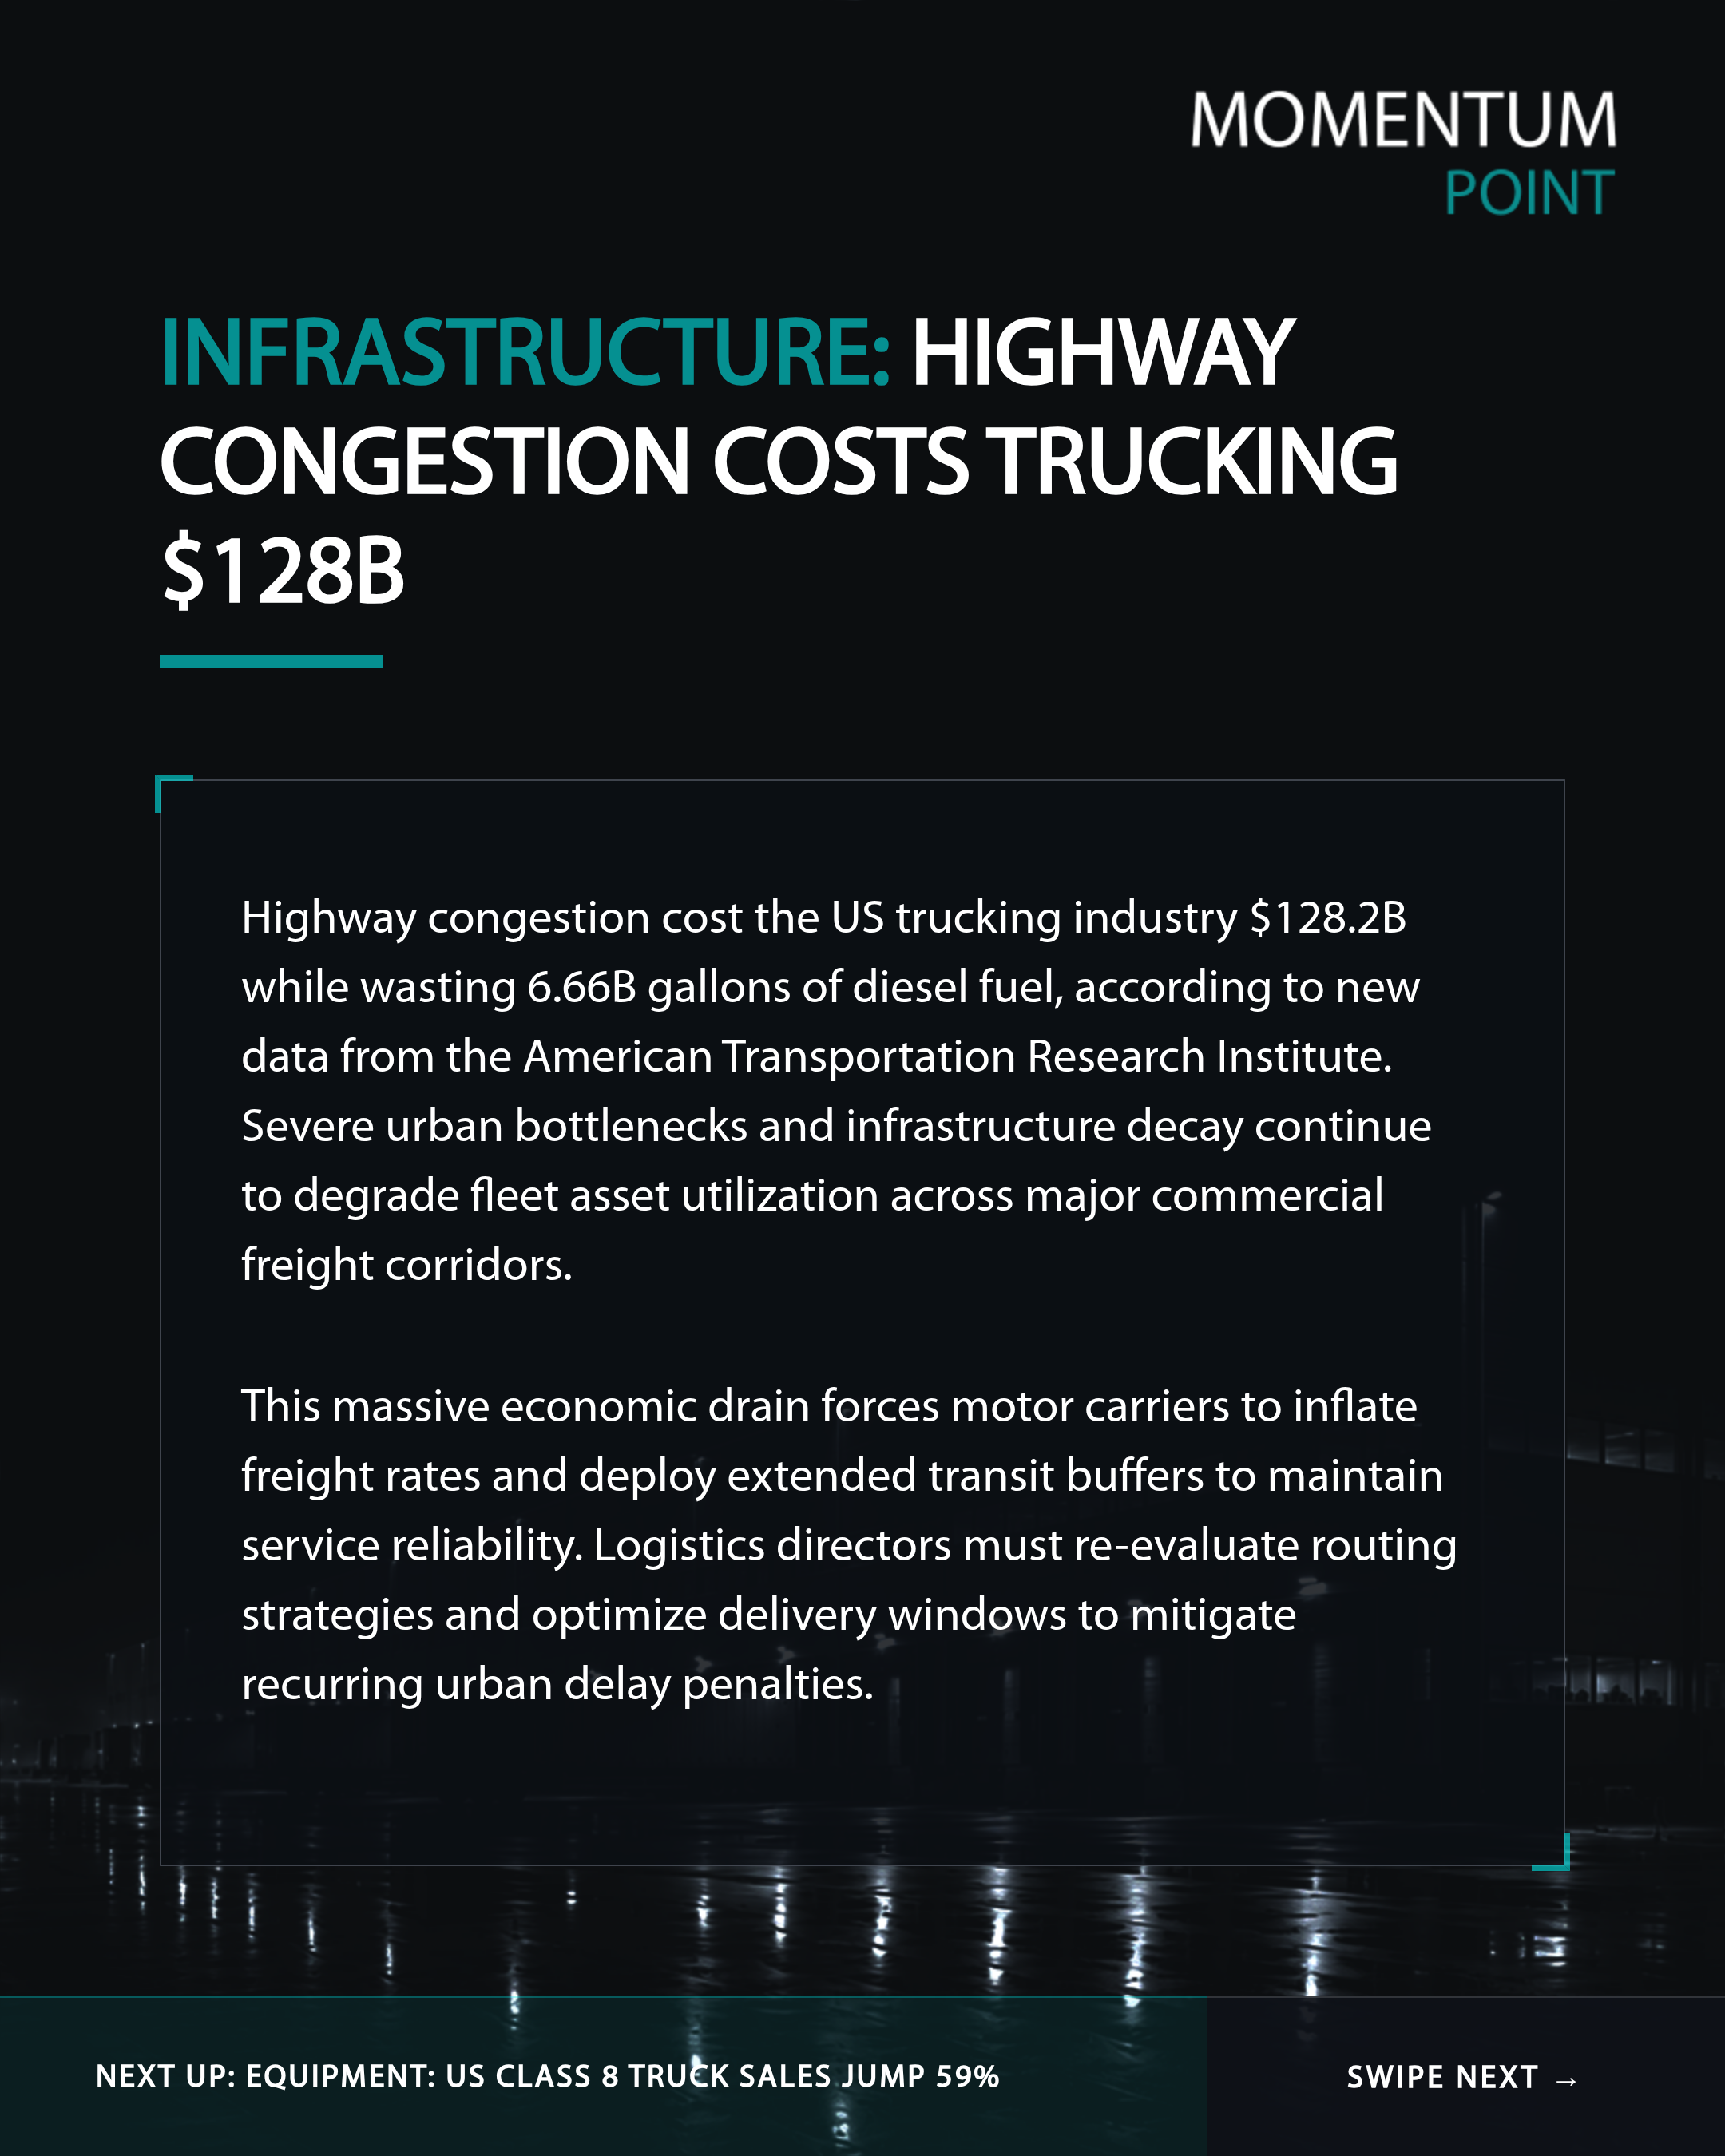 MOMENTUM
POINT
INFRASTRUCTURE: HIGHWAY
CONGESTION COSTS TRUCKING
$128B
Highway congestion cost the US trucking industry $128.2B
while wasting 6.66B gallons of diesel fuel, according to new
data from the American Transportation Research Institute.
Severe urban bottlenecks and infrastructure decay continue
to degrade fleet asset utilization across major commercial
freight corridors.
This massive economic drain forces motor carriers to inflate
freight rates and deploy extended transit buffers to maintain
service reliability. Logistics directors must re-evaluate routing
strategies and optimize delivery windows to mitigate
recurring urban delay penalties.
NEXT UP: EQUIPMENT: US CLASS 8 TRUCK SALES JUMP 59%
SWIPE NEXT →